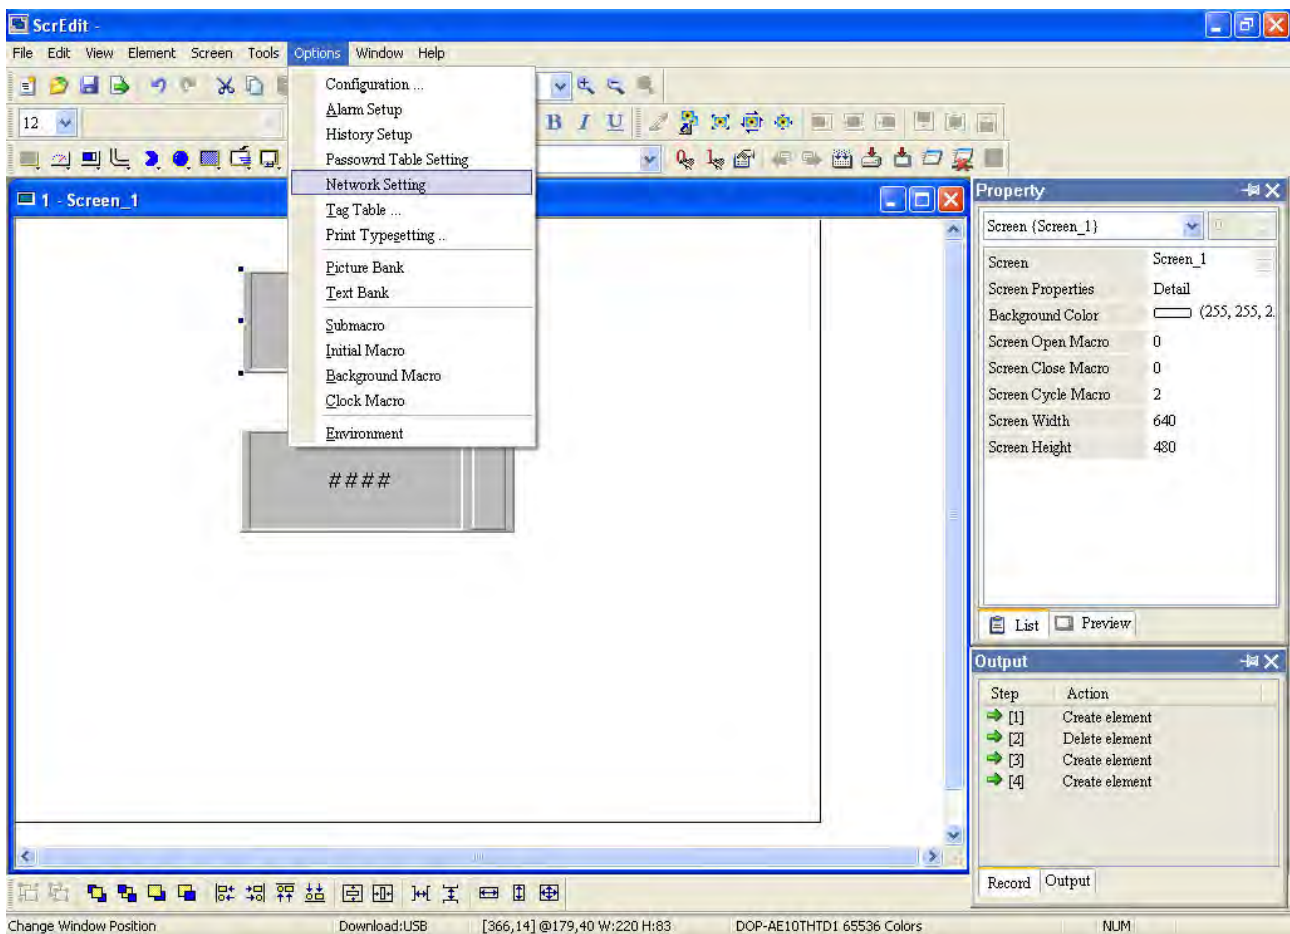 ScrEdit -
File Edit View Element Screen Tools Options Window Help
Configuration ...
Alarm Setup
12
B I U
History Setup
Passowrd Table Setting
Network Setting
Tag Table ...
Print Typesetting ..
Picture Bank
Text Bank
Submacro
Initial Macro
Background Macro
Clock Macro
Environment
1 - Screen_1
####
Property
Screen {Screen_1}
0
Screen Screen_1
Screen Properties Detail
Background Color (255, 255, 2
Screen Open Macro 0
Screen Close Macro 0
Screen Cycle Macro 2
Screen Width 640
Screen Height 480
List Preview
Output
Step Action
[1] Create element
[2] Delete element
[3] Create element
[4] Create element
Record Output
Change Window Position Download:USB [366,14] @179,40 W:220 H:83 DOP-AE10THTD1 65536 Colors NUM